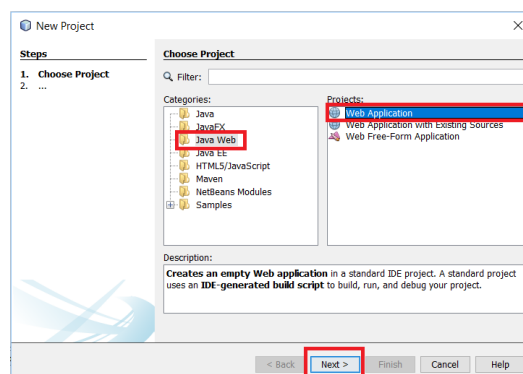 New Project
Steps
1. Choose Project
2. ...
Choose Project
Filter:
Categories:
Java
JavaFX
Java Web
Java EE
HTML5/JavaScript
Maven
NetBeans Modules
Samples
Projects:
Web Application
Web Application with Existing Sources
Web Free-Form Application
Description:
Creates an empty Web application in a standard IDE project. A standard project
uses an IDE-generated build script to build, run, and debug your project.
< Back
Next >
Finish
Cancel
Help